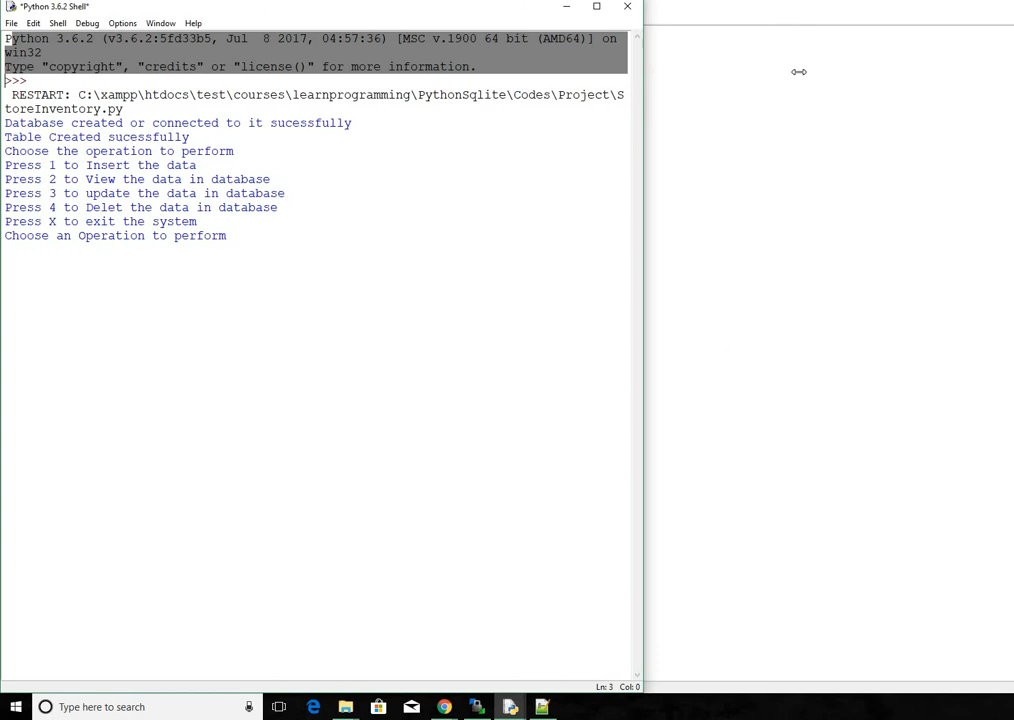 *Python 3.6.2 Shell*
File Edit Shell Debug Options Window Help
Python 3.6.2 (v3.6.2:5fd33b5, Jul  8 2017, 04:57:36) [MSC v.1900 64 bit (AMD64)] on
win32
Type "copyright", "credits" or "license()" for more information.
>>>
RESTART: C:\xampp\htdocs\test\courses\learnprogramming\PythonSqlite\Codes\Project\S
toreInventory.py
Database created or connected to it sucessfully
Table Created sucessfully
Choose the operation to perform
Press 1 to Insert the data
Press 2 to View the data in database
Press 3 to update the data in database
Press 4 to Delet the data in database
Press X to exit the system
Choose an Operation to perform
Ln: 3 Col: 0
Type here to search